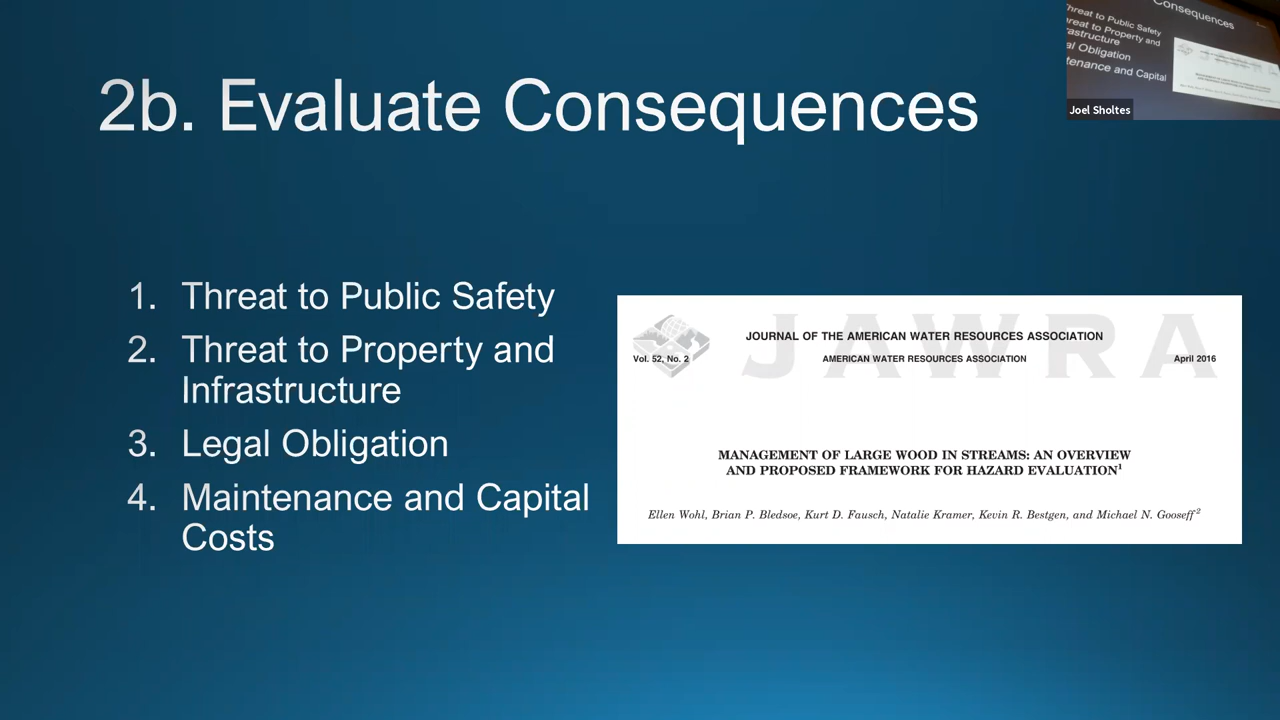 2b. Evaluate Consequences
1. Threat to Public Safety
2. Threat to Property and
Infrastructure
3. Legal Obligation
4. Maintenance and Capital
Costs
JAWRA
JOURNAL OF THE AMERICAN WATER RESOURCES ASSOCIATION
Vol. 52, No. 2
AMERICAN WATER RESOURCES ASSOCIATION
April 2016
MANAGEMENT OF LARGE WOOD IN STREAMS: AN OVERVIEW
AND PROPOSED FRAMEWORK FOR HAZARD EVALUATION¹
Ellen Wohl, Brian P. Bledsoe, Kurt D. Fausch, Natalie Kramer, Kevin R. Bestgen, and Michael N. Gooseff²
Consequences
Threat to Public Safety
reat to Property and
astructure
al Obligation
tenance and Capital
Joel Sholtes